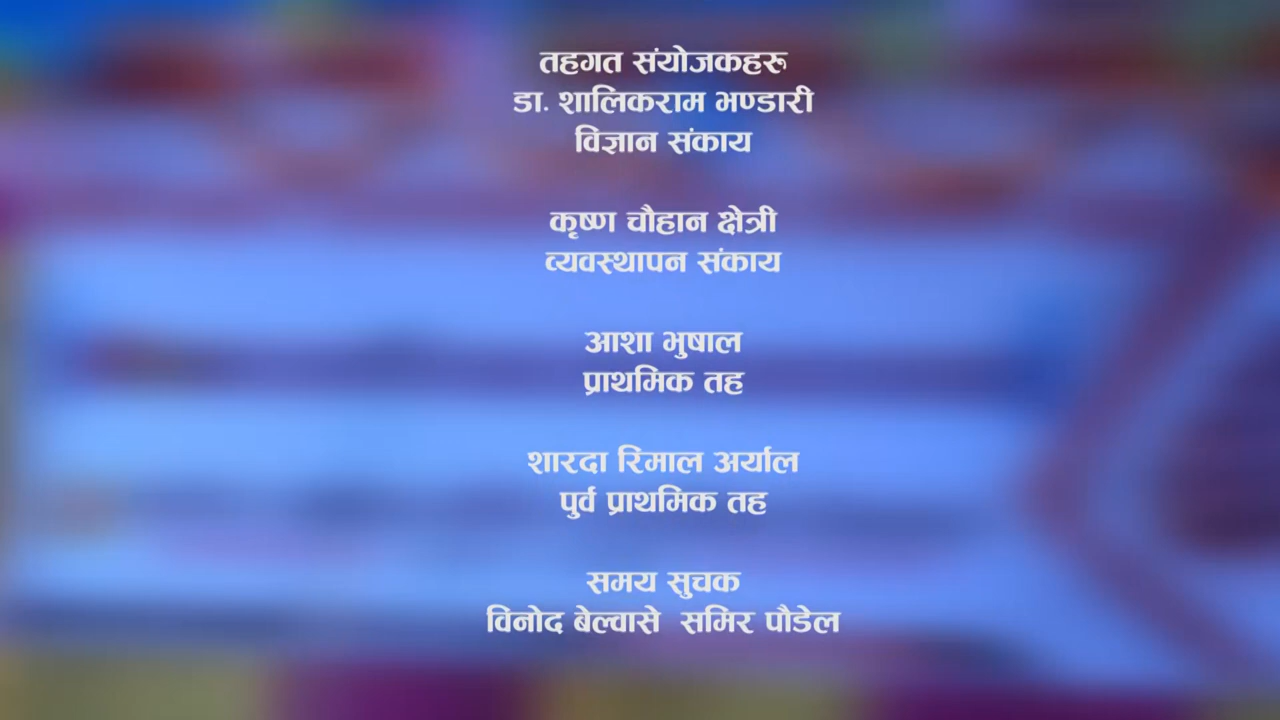 तहगत संयोजकहरू
डा. शालिकराम भण्डारी
विज्ञान संकाय
कृष्ण चौहान क्षेत्री
व्यवस्थापन संकाय
आशा भुषाल
प्राथमिक तह
शारदा रिमाल अर्याल
पुर्व प्राथमिक तह
समय सुचक
विनोद बेल्वासे समिर पौडेल